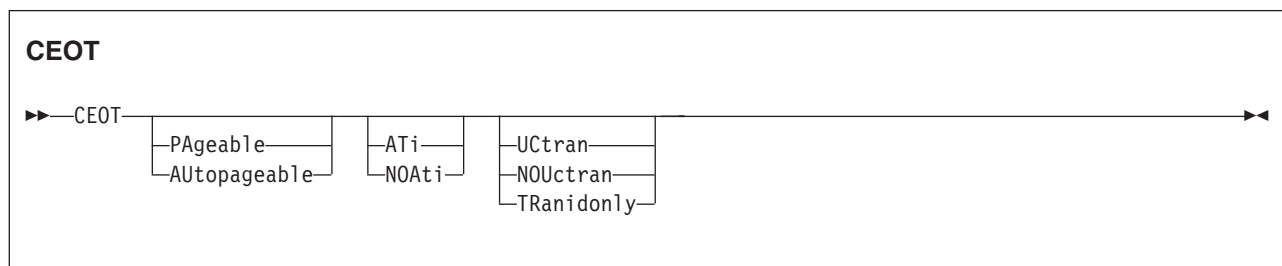 CEOT
CEOT
PAgeable ATi UCtran
AUtopageable NOAti NOUctran
TRanidonly